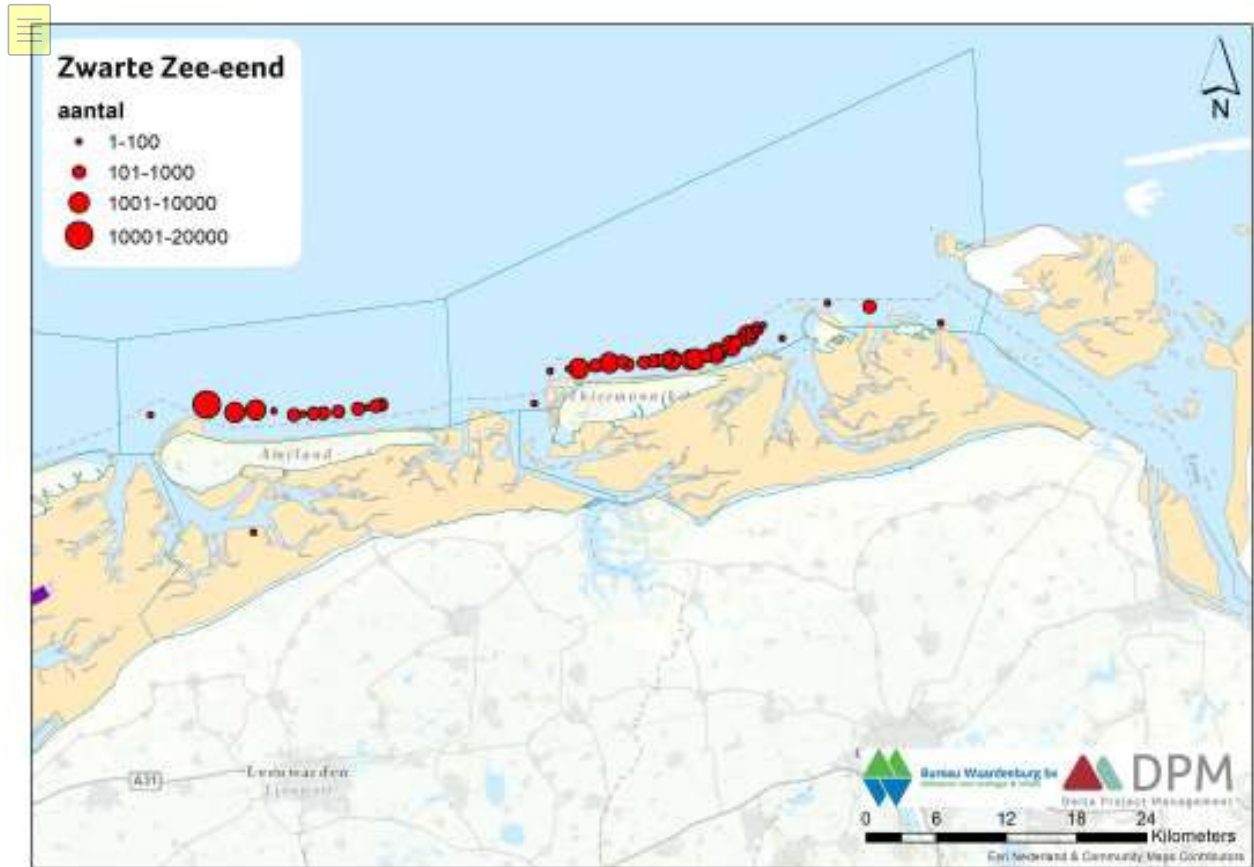 Zwarte Zee-eend
aantal
1-100
101-1000
1001-10000
10001-20000
N
Schiermonnikoog
Ameland
A31
Leeuwarden
Ljouwert
Bureau Waardenburg bv
DPM
Delta Project Management
0 6 12 18 24
Kilometers
Esri Nederland & Community Maps Contributors